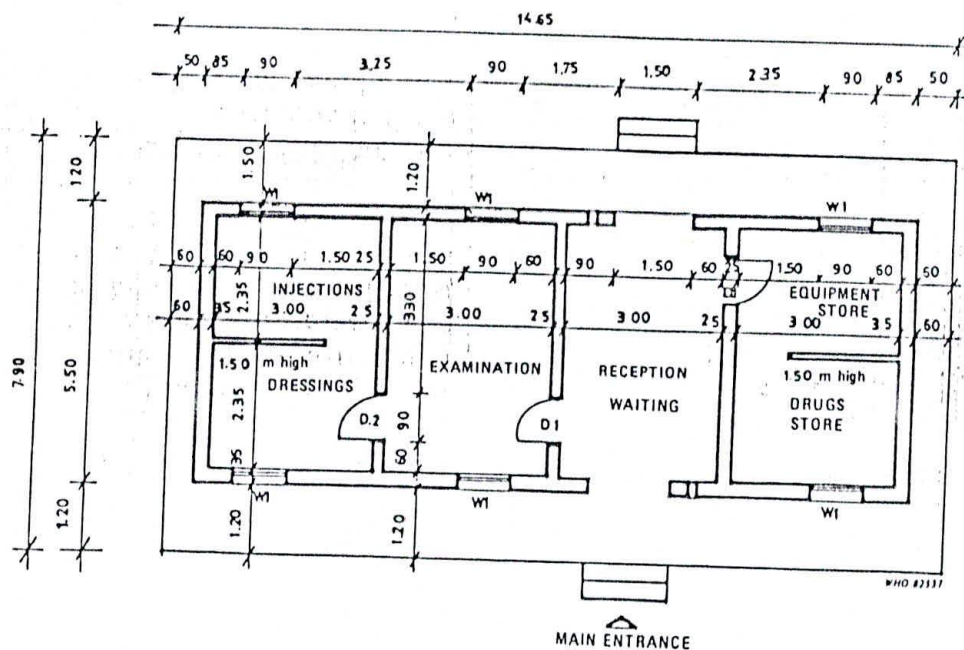 14.65
50 85 90 3,25 90 1,75 1,50 2.35 90 85 50
7.90
120
5.50
1.20
1.50
1.20
W1 W1 W1
60 60 90 1.50 25 1.50 90 60 90 1.50 60 1.50 90 60 60
INJECTIONS
EQUIPMENT
STORE
2.35
3.30
60 35 3.00 25 3.00 25 3.00 25 3 00 35 60
1.50 m high
DRESSINGS
EXAMINATION
RECEPTION
WAITING
1.50 m high
DRUGS
STORE
2.35
D.2
90
D1
60
35
W1 W1 W1
1.20
1.20
WHO 82537
MAIN ENTRANCE